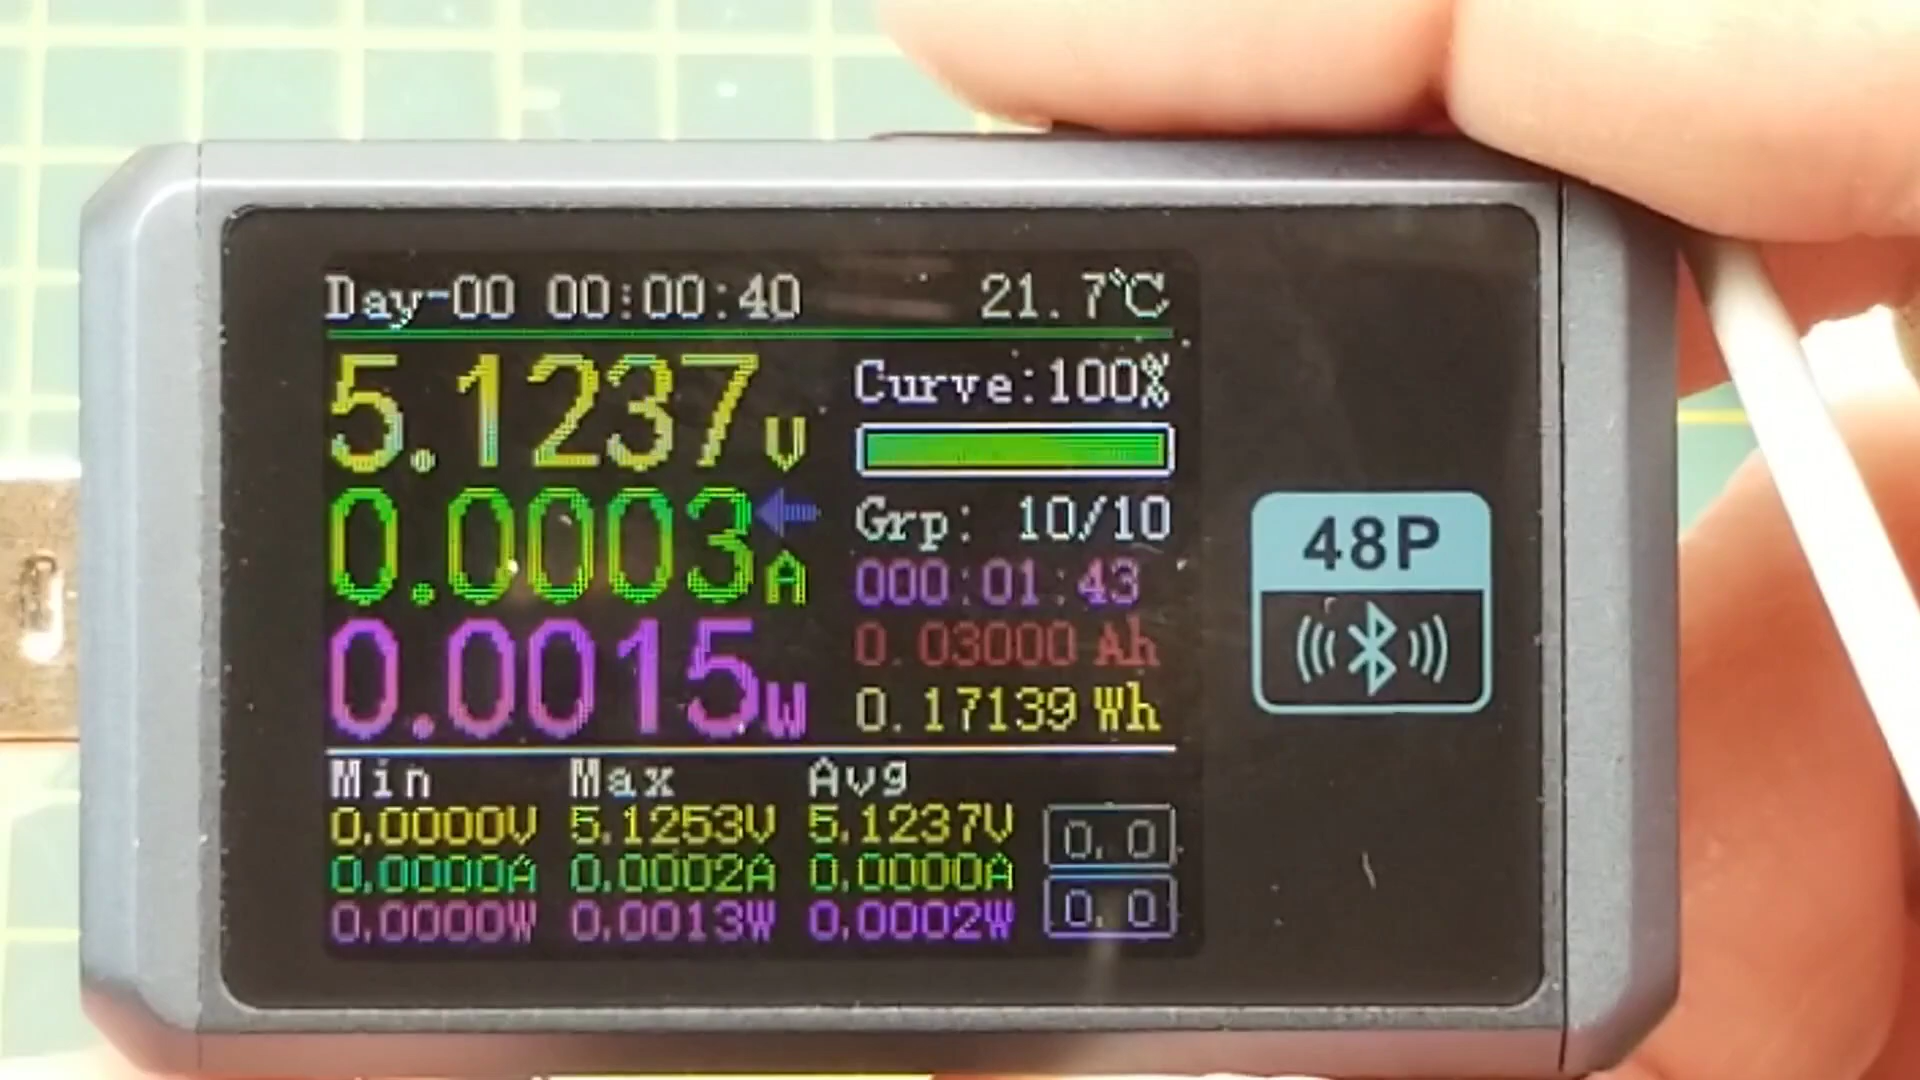 Day-00 00:00:40 21.7℃
5.1237V
0.0003A
0.0015W
Curve:100%
Grp: 10/10
000:01:43
0.03000 Ah
0.17139 Wh
Min Max Avg
0.0000V 5.1253V 5.1237V
0.0000A 0.0002A 0.0000A
0.0000W 0.0013W 0.0002W
0.0
0.0
48P